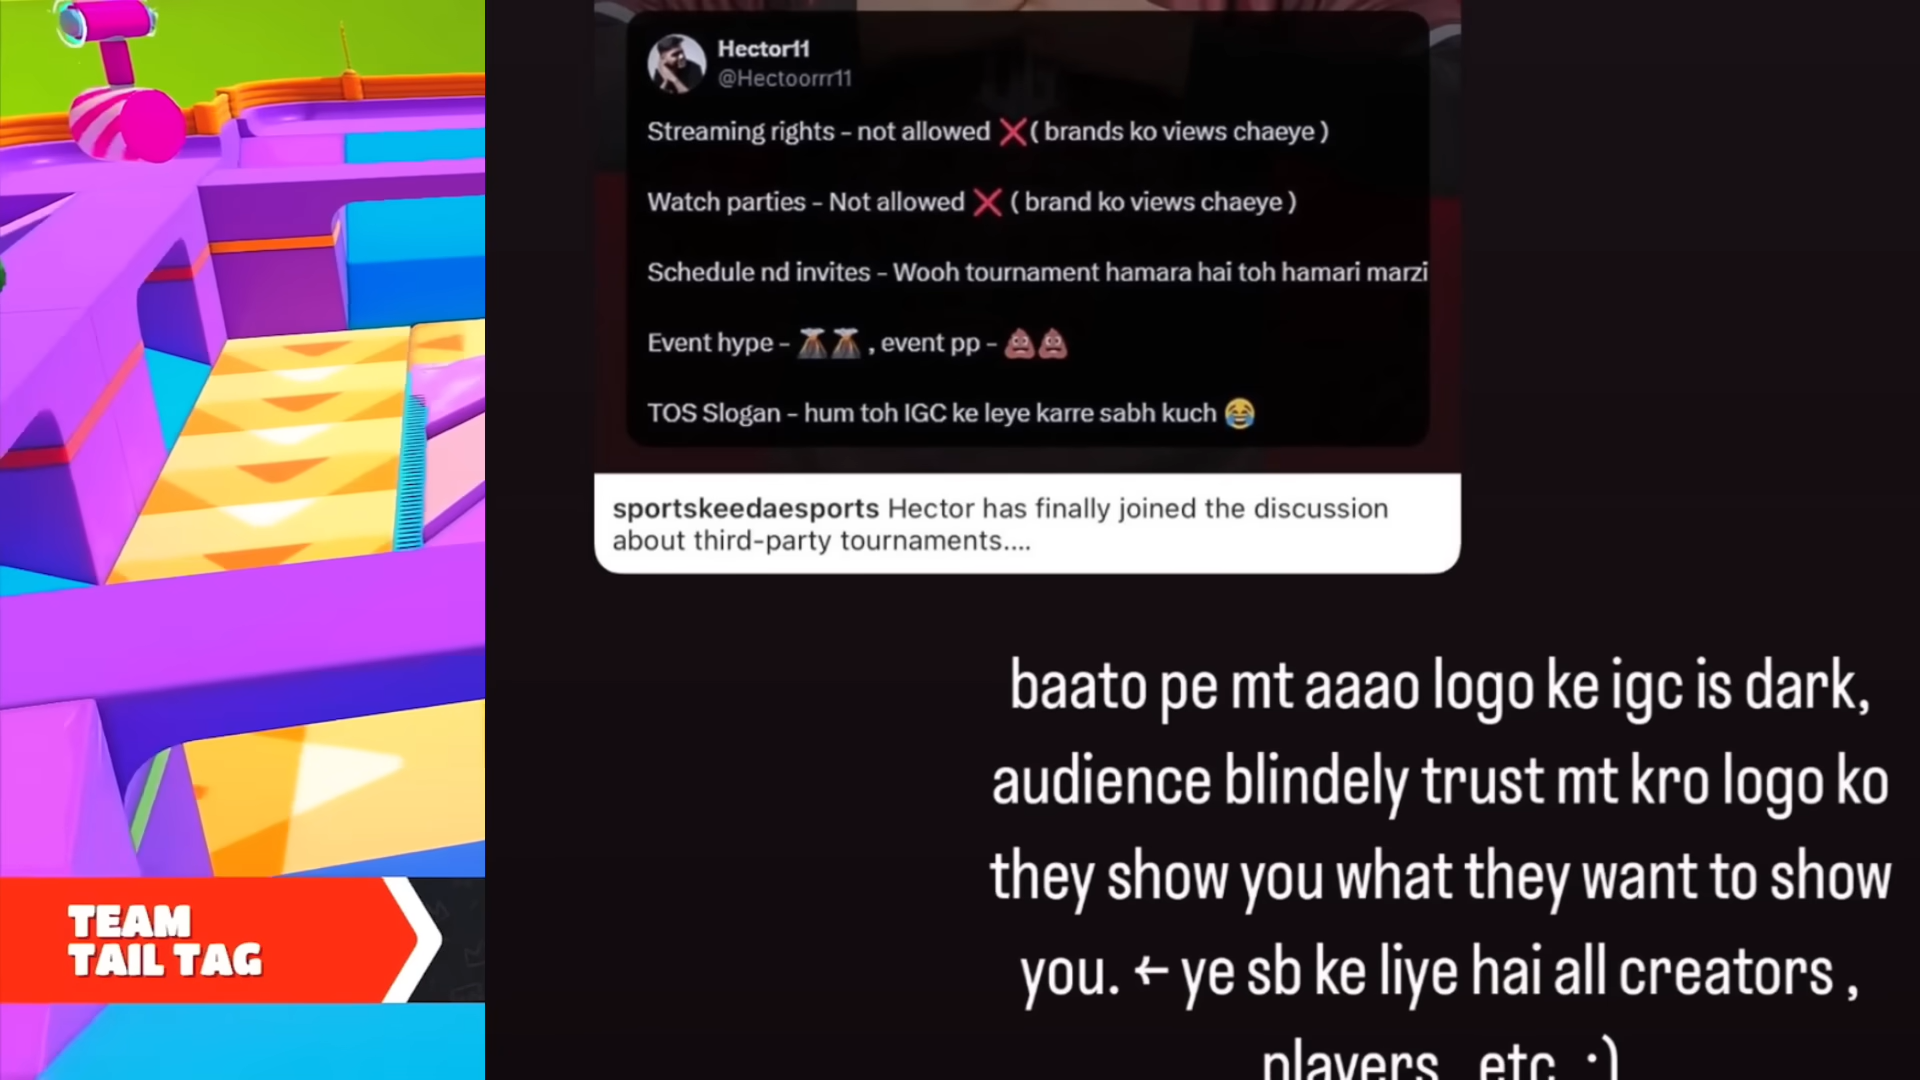 Hector11
@Hectoorrr11
Streaming rights - not allowed ❌( brands ko views chaeye )
Watch parties - Not allowed ❌ ( brand ko views chaeye )
Schedule nd invites - Wooh tournament hamara hai toh hamari marzi
Event hype - 🌋🌋 , event pp - 💩💩
TOS Slogan - hum toh IGC ke leye karre sabh kuch 😂
sportskeedaesports Hector has finally joined the discussion
about third-party tournaments....
baato pe mt aaao logo ke igc is dark,
audience blindely trust mt kro logo ko
they show you what they want to show
you. ← ye sb ke liye hai all creators ,
players , etc :)
TEAM
TAIL TAG